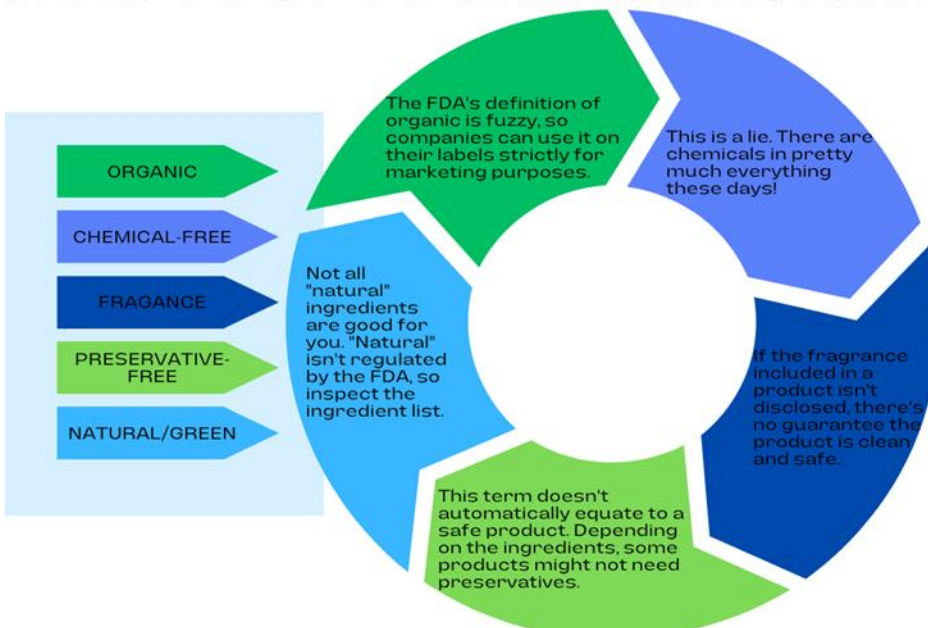 ORGANIC
CHEMICAL-FREE
FRAGANCE
PRESERVATIVE-
FREE
NATURAL/GREEN
The FDA's definition of
organic is fuzzy, so
companies can use it on
their labels strictly for
marketing purposes.
This is a lie. There are
chemicals in pretty
much everything
these days!
If the fragrance
included in a
product isn't
disclosed, there's
no guarantee the
product is clean
and safe.
This term doesn't
automatically equate to a
safe product. Depending
on the ingredients, some
products might not need
preservatives.
Not all
"natural"
ingredients
are good for
you. "Natural"
isn't regulated
by the FDA, so
inspect the
ingredient list.